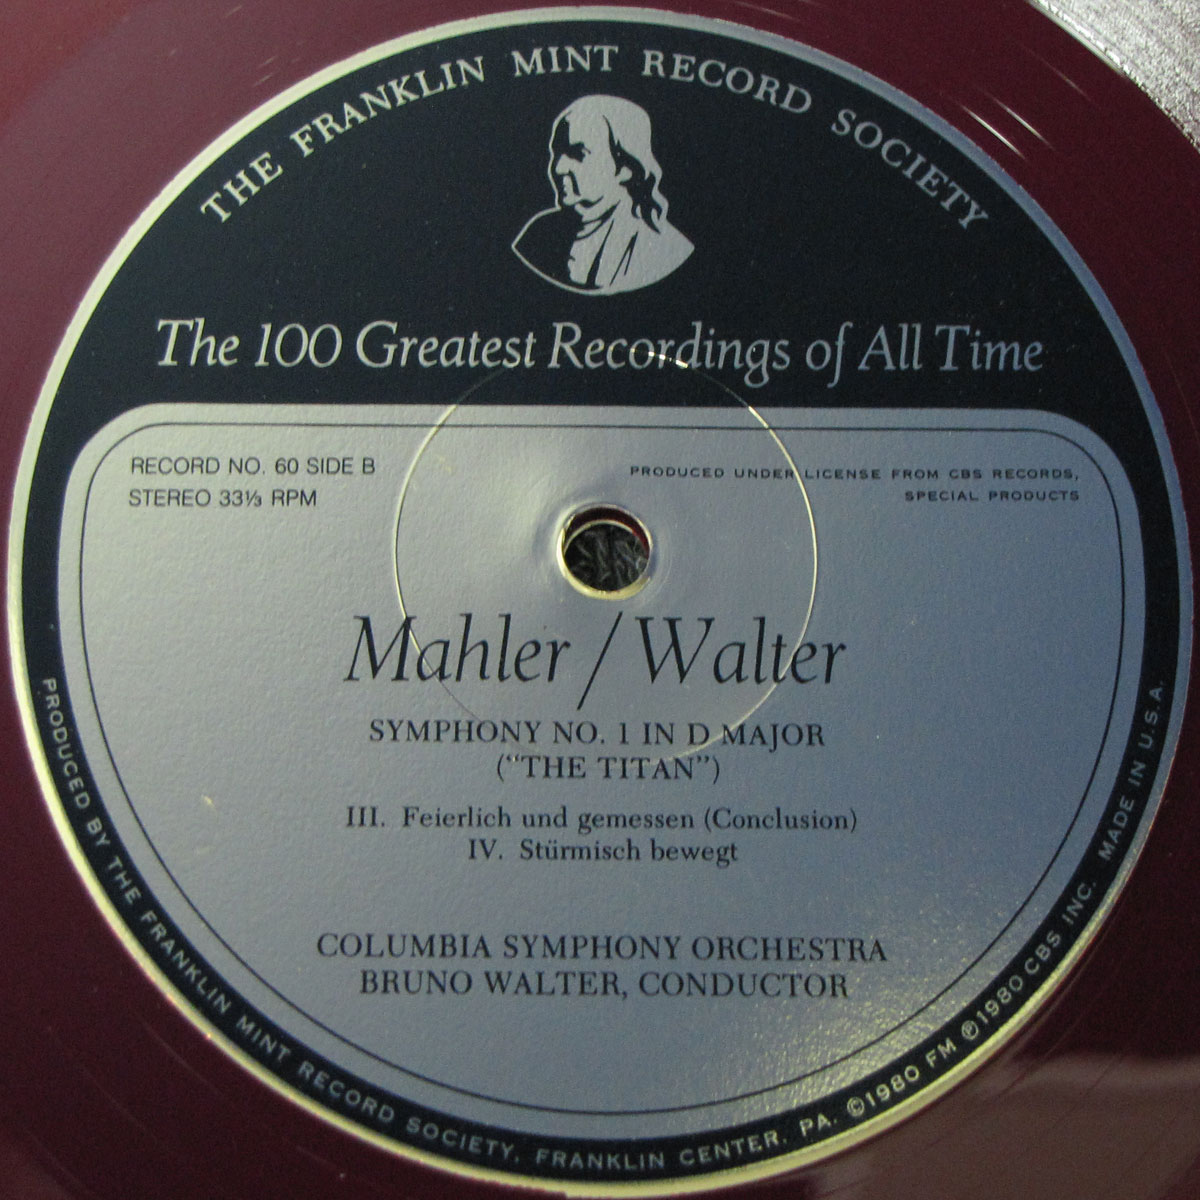 THE FRANKLIN MINT RECORD SOCIETY
The 100 Greatest Recordings of All Time
RECORD NO. 60 SIDE B
STEREO 33⅓ RPM
PRODUCED UNDER LICENSE FROM CBS RECORDS,
SPECIAL PRODUCTS
Mahler / Walter
SYMPHONY NO. 1 IN D MAJOR
("THE TITAN")
III. Feierlich und gemessen (Conclusion)
IV. Stürmisch bewegt
COLUMBIA SYMPHONY ORCHESTRA
BRUNO WALTER, CONDUCTOR
PRODUCED BY THE FRANKLIN MINT RECORD SOCIETY, FRANKLIN CENTER, PA. ©1980 FM ℗1980 CBS INC. MADE IN U.S.A.